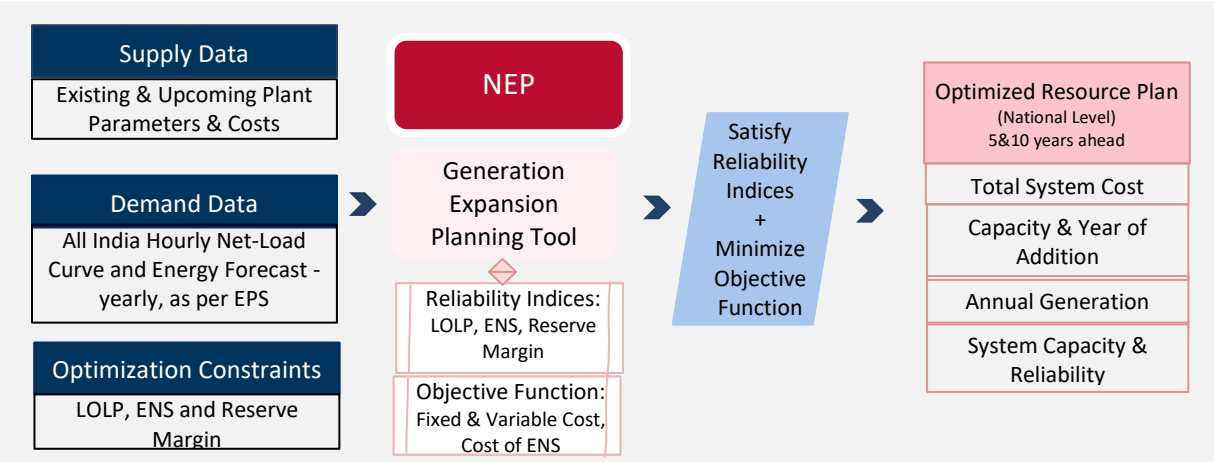 Supply Data
Existing & Upcoming Plant
Parameters & Costs
Demand Data
All India Hourly Net-Load
Curve and Energy Forecast -
yearly, as per EPS
Optimization Constraints
LOLP, ENS and Reserve
Margin
NEP
Generation
Expansion
Planning Tool
Reliability Indices:
LOLP, ENS, Reserve
Margin
Objective Function:
Fixed & Variable Cost,
Cost of ENS
Satisfy
Reliability
Indices
+
Minimize
Objective
Function
Optimized Resource Plan
(National Level)
5&10 years ahead
Total System Cost
Capacity & Year of
Addition
Annual Generation
System Capacity &
Reliability